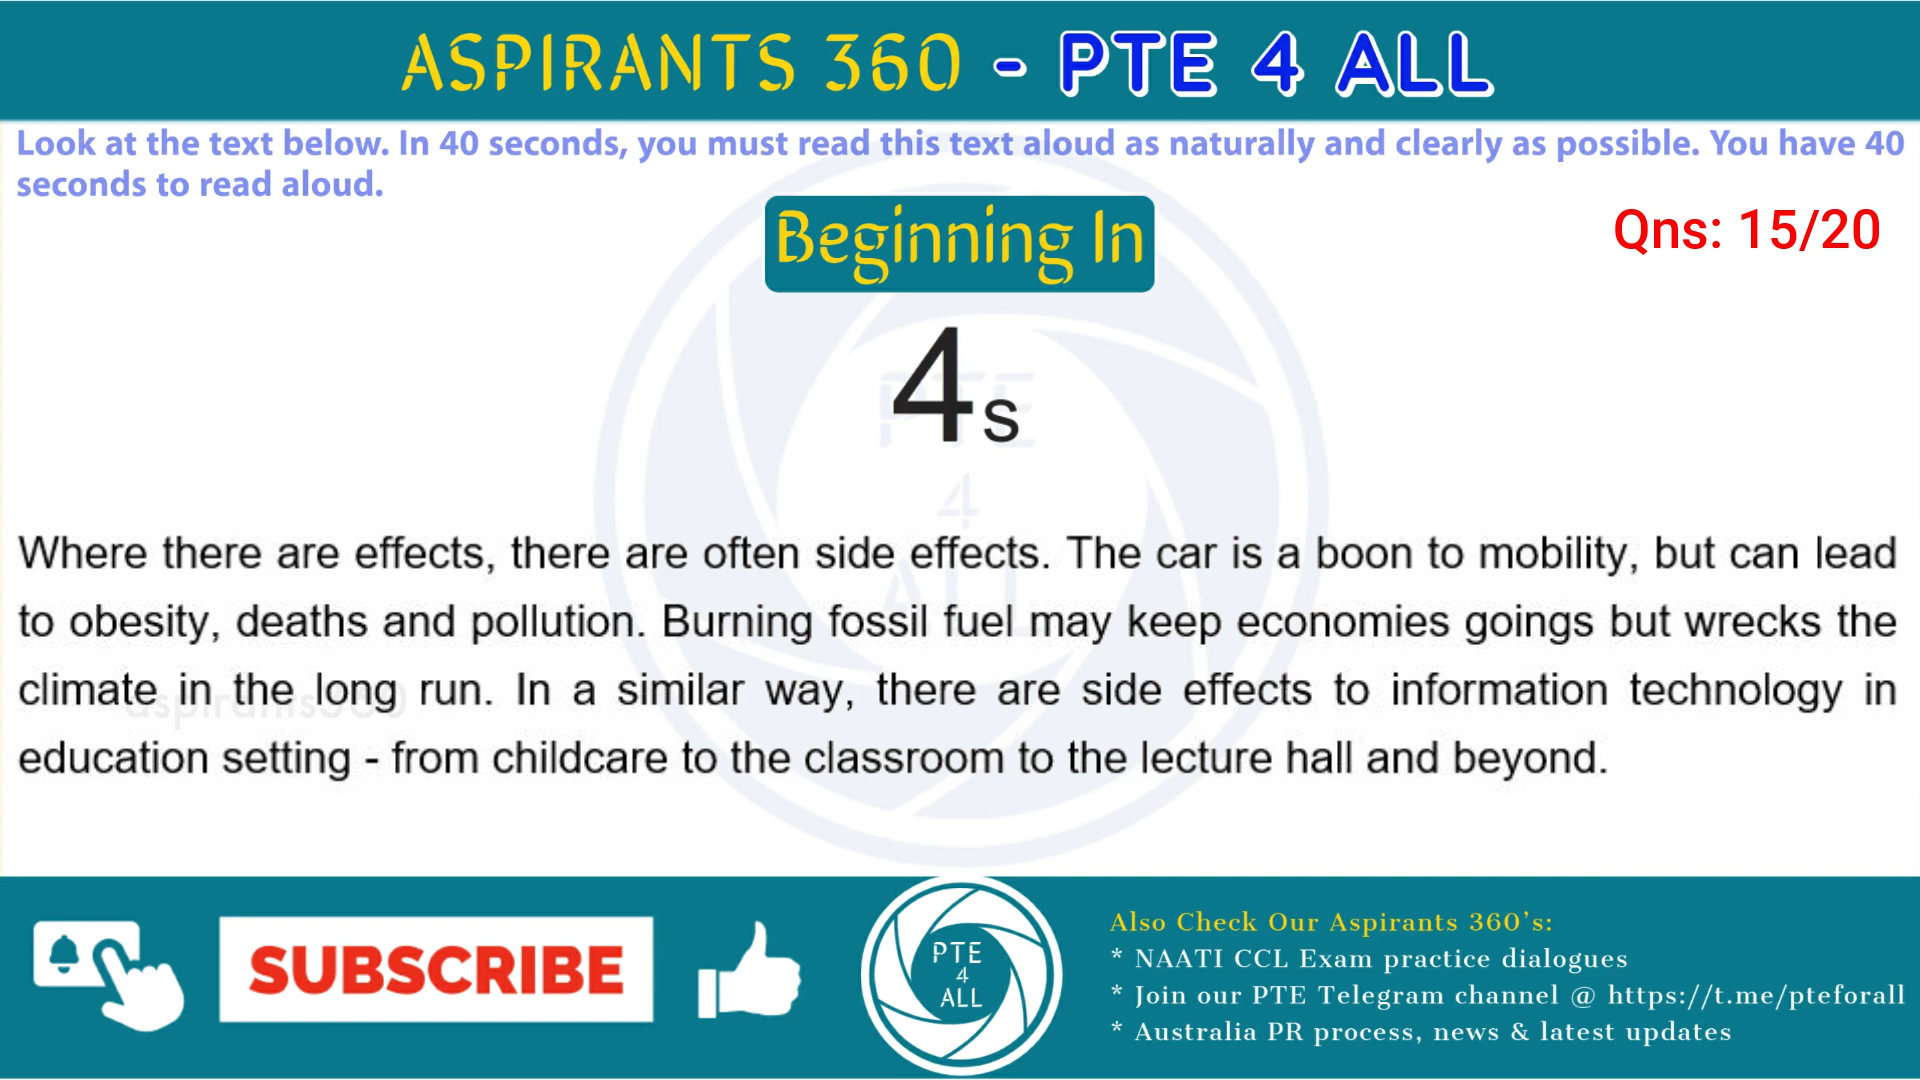 ASPIRANTS 360 - PTE 4 ALL
Look at the text below. In 40 seconds, you must read this text aloud as naturally and clearly as possible. You have 40
seconds to read aloud.
Beginning In
Qns: 15/20
4s
PTE
4
ALL
Where there are effects, there are often side effects. The car is a boon to mobility, but can lead
to obesity, deaths and pollution. Burning fossil fuel may keep economies goings but wrecks the
climate in the long run. In a similar way, there are side effects to information technology in
aspirants360
education setting - from childcare to the classroom to the lecture hall and beyond.
SUBSCRIBE
PTE
4
ALL
Also Check Our Aspirants 360's:
* NAATI CCL Exam practice dialogues
* Join our PTE Telegram channel @ https://t.me/pteforall
* Australia PR process, news & latest updates